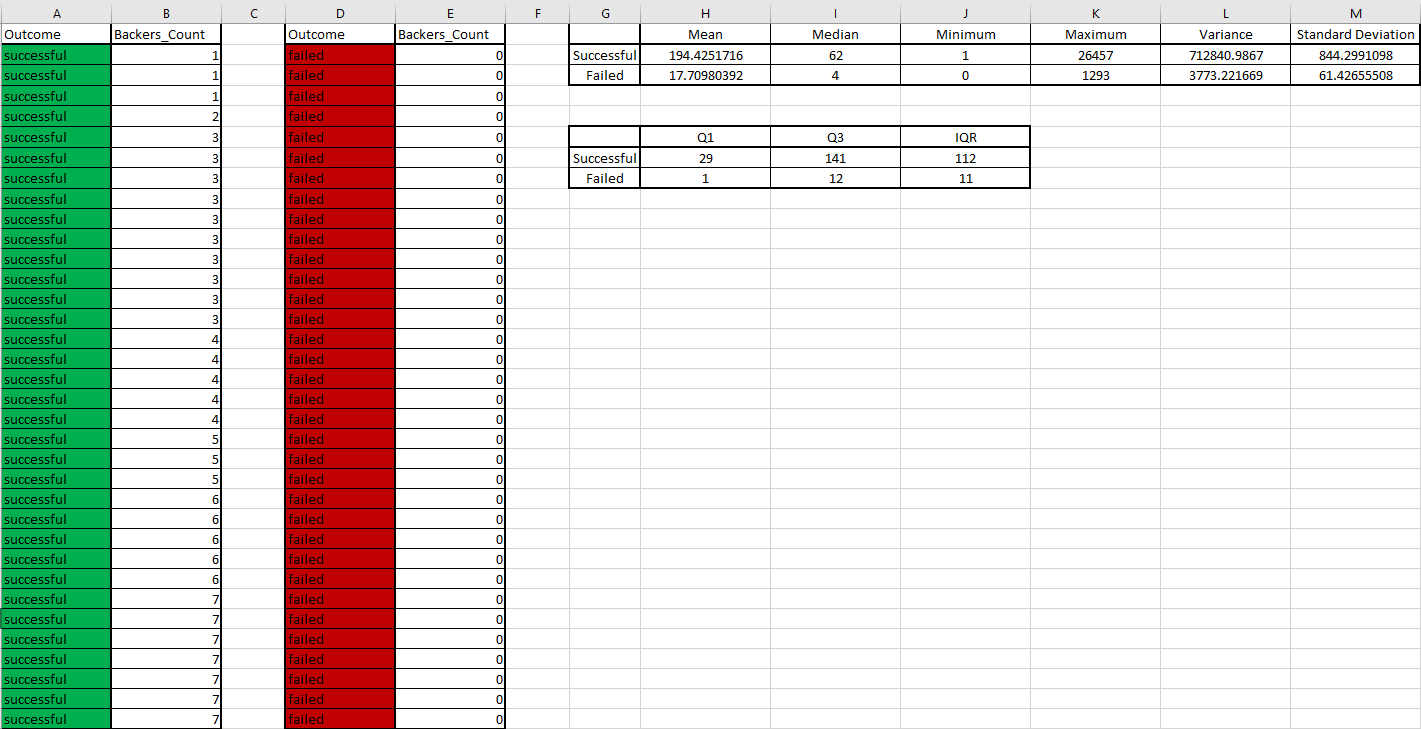 A B C D E F G H I J K L M
Outcome Backers_Count Outcome Backers_Count Mean Median Minimum Maximum Variance Standard Deviation
successful 1 failed 0 Successful 194.4251716 62 1 26457 712840.9867 844.2991098
successful 1 failed 0 Failed 17.70980392 4 0 1293 3773.221669 61.42655508
successful 1 failed 0
successful 2 failed 0
successful 3 failed 0 Q1 Q3 IQR
successful 3 failed 0 Successful 29 141 112
successful 3 failed 0 Failed 1 12 11
successful 3 failed 0
successful 3 failed 0
successful 3 failed 0
successful 3 failed 0
successful 3 failed 0
successful 3 failed 0
successful 3 failed 0
successful 4 failed 0
successful 4 failed 0
successful 4 failed 0
successful 4 failed 0
successful 4 failed 0
successful 5 failed 0
successful 5 failed 0
successful 5 failed 0
successful 6 failed 0
successful 6 failed 0
successful 6 failed 0
successful 6 failed 0
successful 6 failed 0
successful 7 failed 0
successful 7 failed 0
successful 7 failed 0
successful 7 failed 0
successful 7 failed 0
successful 7 failed 0
successful 7 failed 0